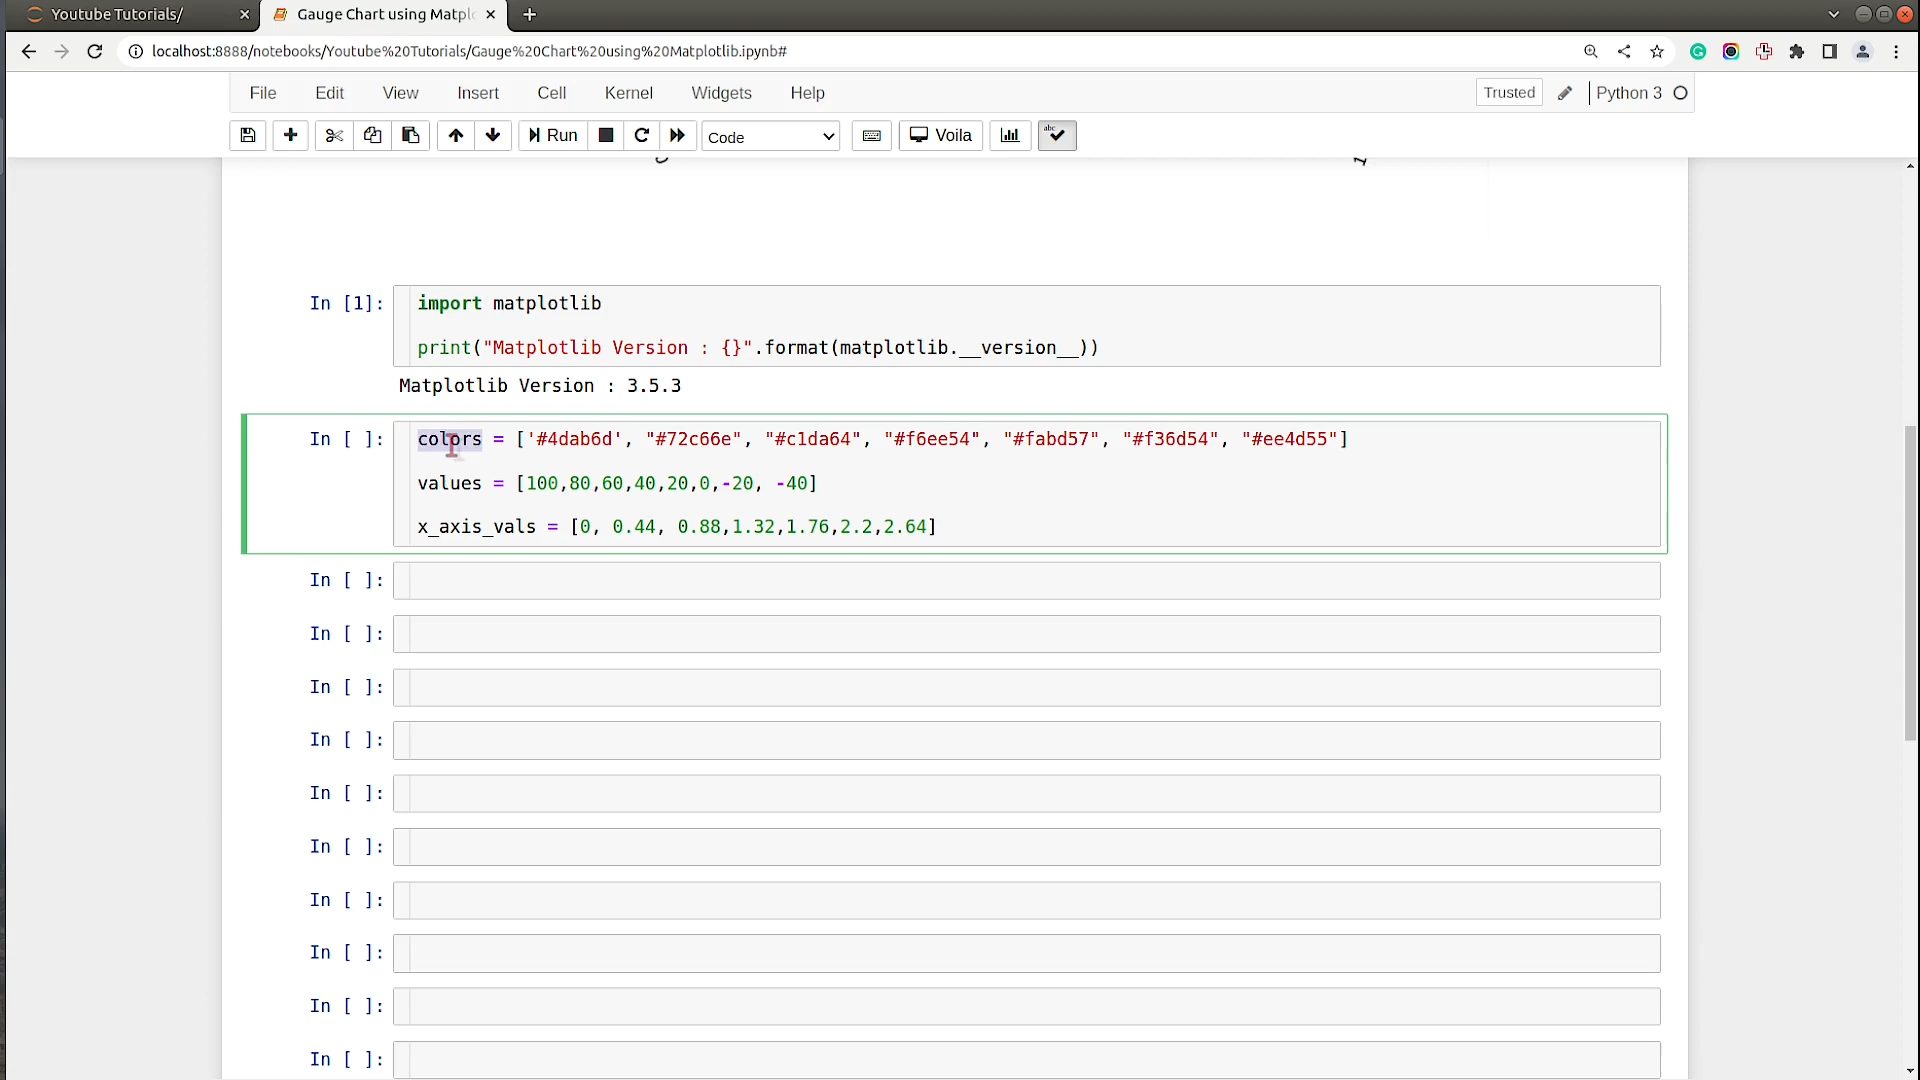 Youtube Tutorials/
Gauge Chart using Matplo
localhost:8888/notebooks/Youtube%20Tutorials/Gauge%20Chart%20using%20Matplotlib.ipynb#
File Edit View Insert Cell Kernel Widgets Help Trusted Python 3
Run Code Voila abc
In [1]: import matplotlib
print("Matplotlib Version : {}".format(matplotlib.__version__))
Matplotlib Version : 3.5.3
In [ ]: colors = ['#4dab6d', "#72c66e", "#c1da64", "#f6ee54", "#fabd57", "#f36d54", "#ee4d55"]
values = [100,80,60,40,20,0,-20, -40]
x_axis_vals = [0, 0.44, 0.88,1.32,1.76,2.2,2.64]
In [ ]:
In [ ]:
In [ ]:
In [ ]:
In [ ]:
In [ ]:
In [ ]:
In [ ]:
In [ ]:
In [ ]: